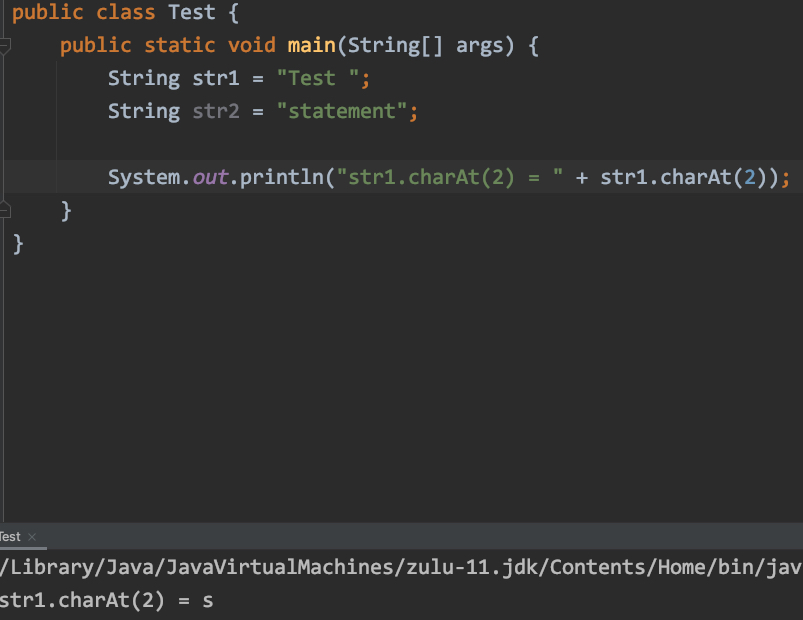 public class Test {
    public static void main(String[] args) {
        String str1 = "Test ";
        String str2 = "statement";
        System.out.println("str1.charAt(2) = " + str1.charAt(2));
    }
}
Test ×
/Library/Java/JavaVirtualMachines/zulu-11.jdk/Contents/Home/bin/jav
str1.charAt(2) = s